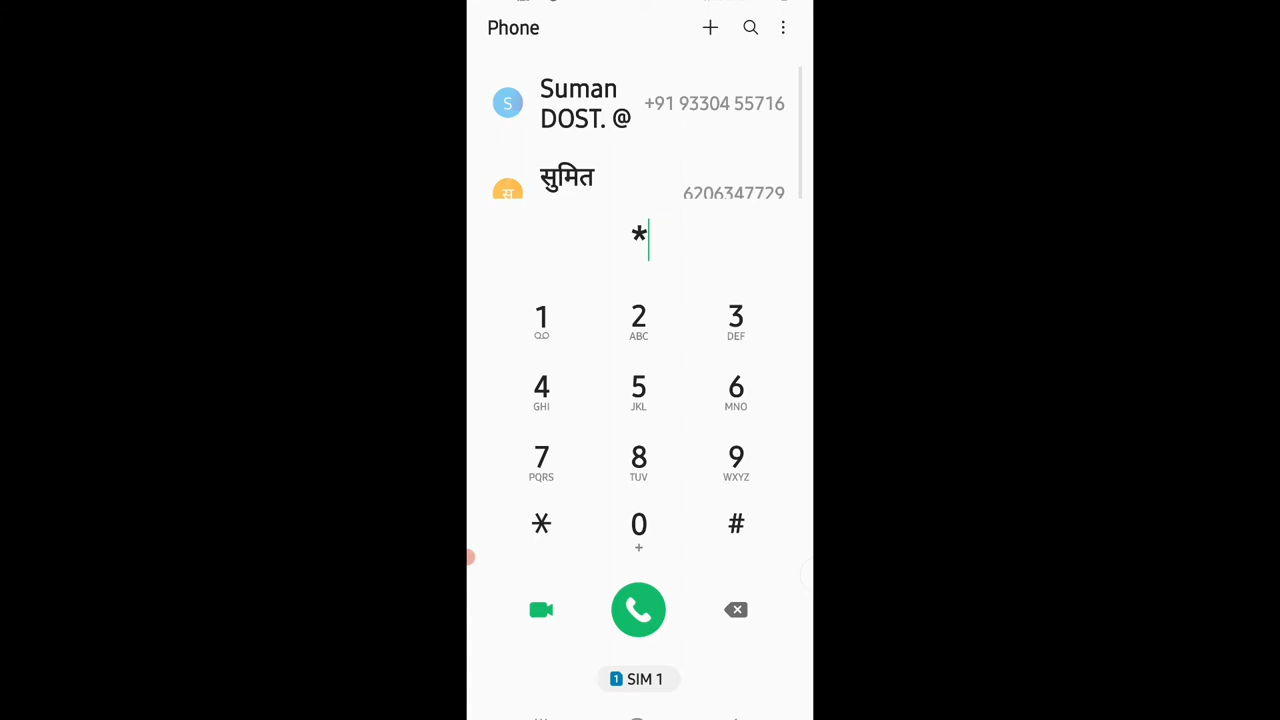 Phone
S
Suman
DOST. @
+91 93304 55716
स
सुमित
6206347729
*
1
2
ABC
3
DEF
4
GHI
5
JKL
6
MNO
7
PQRS
8
TUV
9
WXYZ
*
0
+
#
1 SIM 1